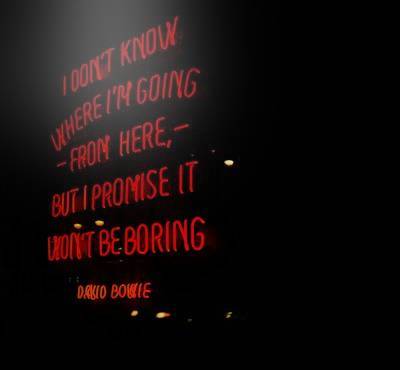 I DON'T KNOW
WHERE I'M GOING
– FROM HERE, –
BUT I PROMISE IT
WON'T BE BORING
DAVID BOWIE